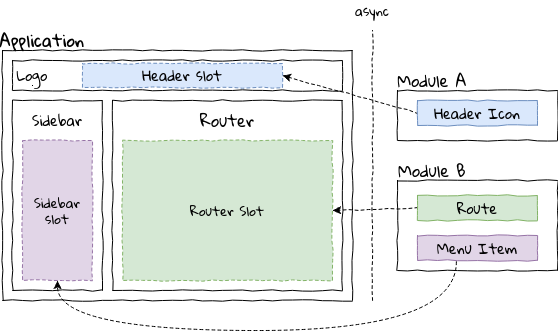 async
Application
Logo
Header Slot
Module A
Header Icon
Sidebar
Router
Sidebar
Slot
Router Slot
Module B
Route
Menu Item